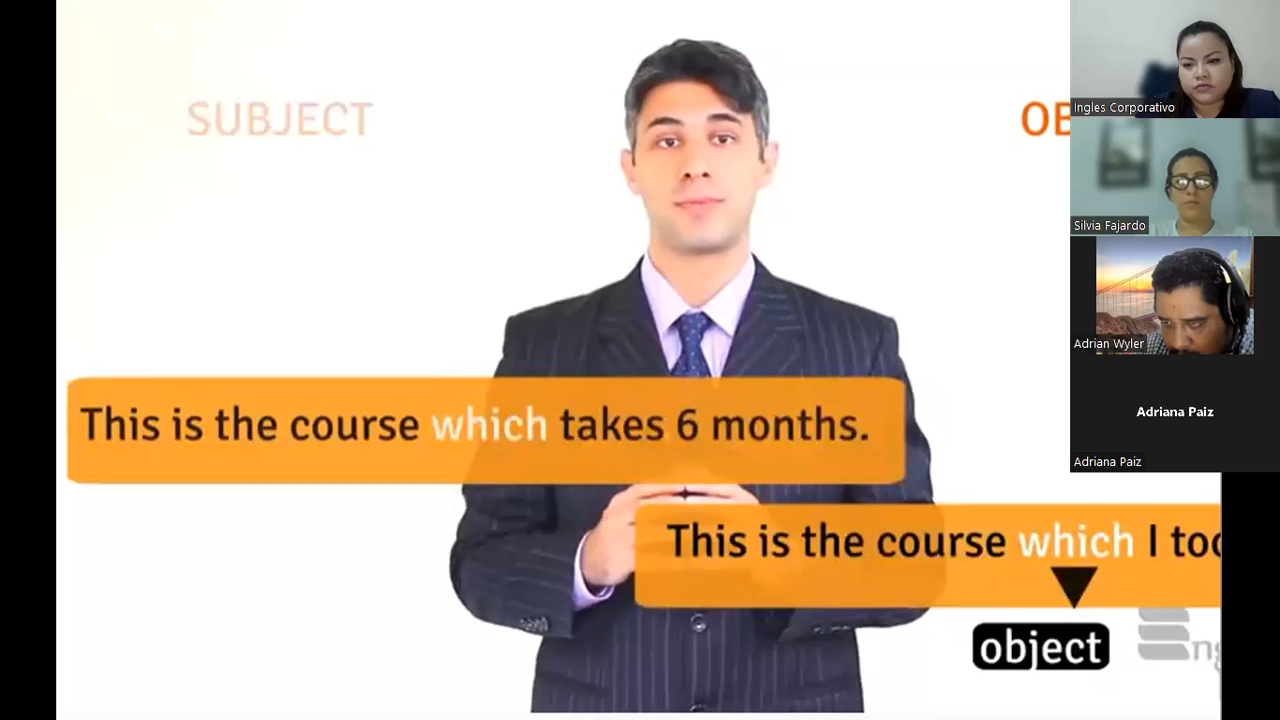 SUBJECT
This is the course which takes 6 months.
This is the course which I
object
Ingles Corporativo
Silvia Fajardo
Adrian Wyler
Adriana Paiz
Adriana Paiz